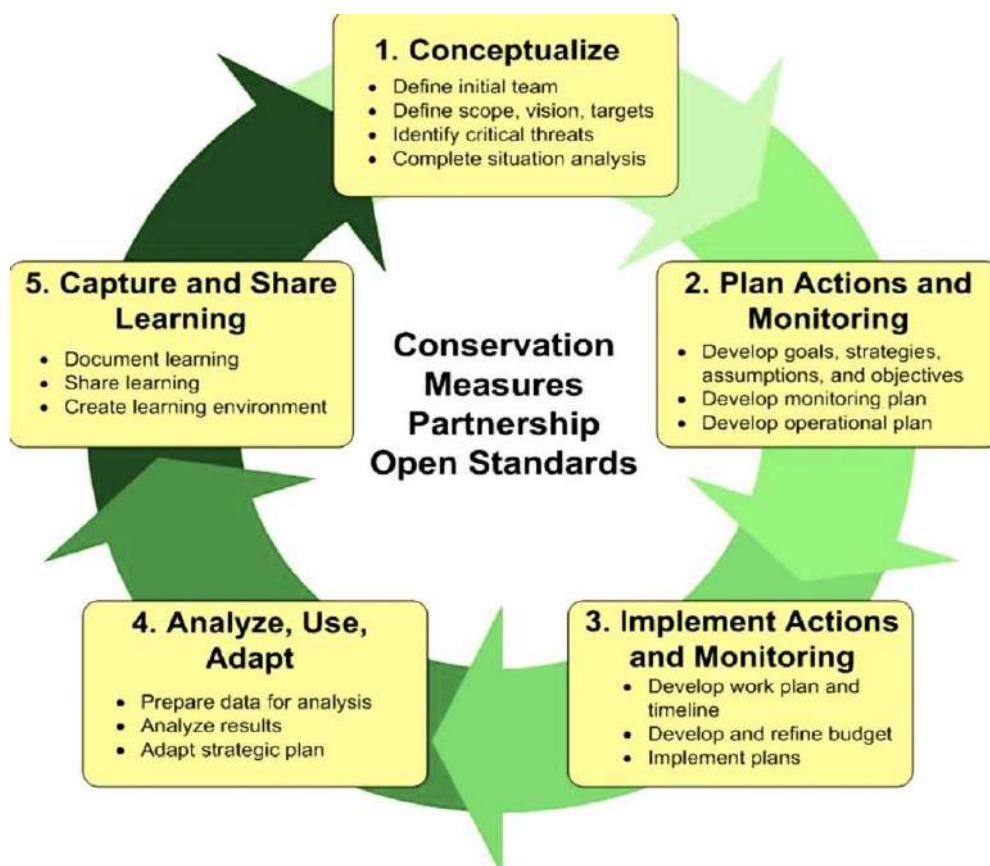 1. Conceptualize
• Define initial team
• Define scope, vision, targets
• Identify critical threats
• Complete situation analysis
2. Plan Actions and
Monitoring
• Develop goals, strategies,
assumptions, and objectives
• Develop monitoring plan
• Develop operational plan
3. Implement Actions
and Monitoring
• Develop work plan and
timeline
• Develop and refine budget
• Implement plans
4. Analyze, Use,
Adapt
• Prepare data for analysis
• Analyze results
• Adapt strategic plan
5. Capture and Share
Learning
• Document learning
• Share learning
• Create learning environment
Conservation
Measures
Partnership
Open Standards